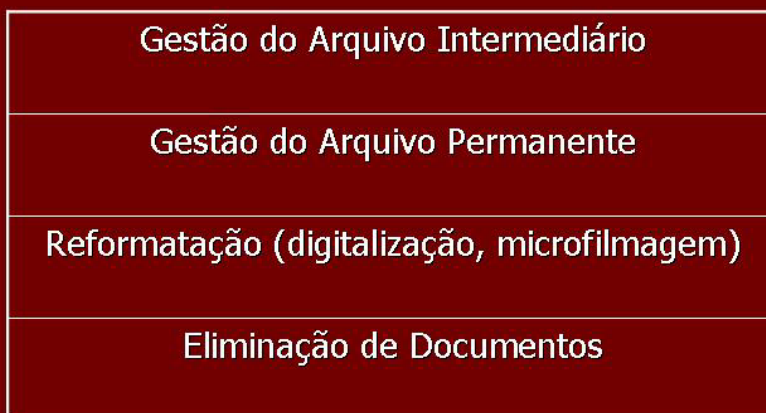 Gestão do Arquivo Intermediário
Gestão do Arquivo Permanente
Reformatação (digitalização, microfilmagem)
Eliminação de Documentos